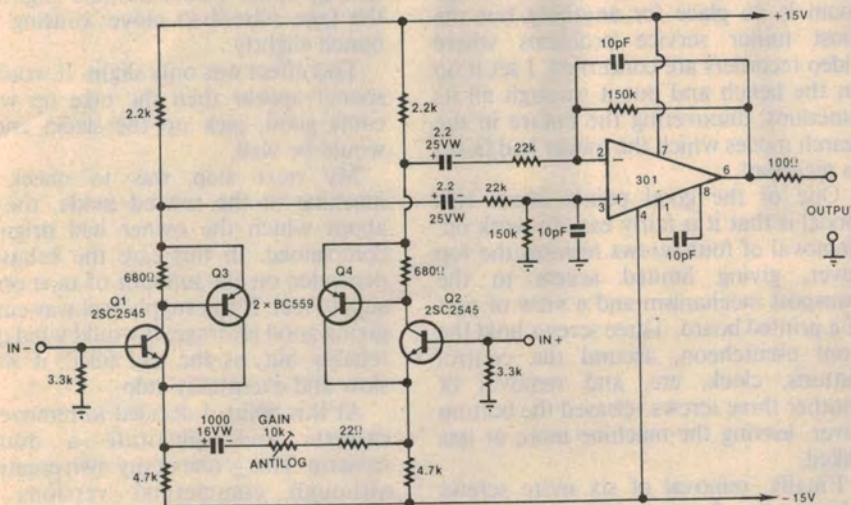 +15V
10pF
150k
2.2k
2.2k
2.2
25VW
22k
2
7
6
100Ω
301
2.2
25VW
22k
3
4
1
8
OUTPUT
150k
10pF
10pF
680Ω
Q3
Q4
680Ω
Q1
2SC2545
2 × BC559
Q2
2SC2545
IN −
IN +
3.3k
3.3k
1000
16VW
GAIN
10k
ANTILOG
22Ω
4.7k
4.7k
−15V